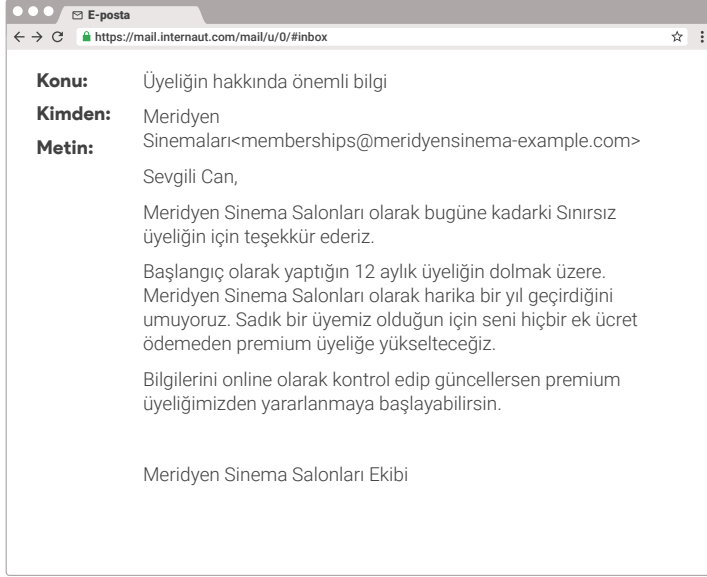 E-posta
https://mail.internaut.com/mail/u/0/#inbox
Konu: Üyeliğin hakkında önemli bilgi
Kimden: Meridyen
Sinemaları<memberships@meridyensinema-example.com>
Metin:
Sevgili Can,
Meridyen Sinema Salonları olarak bugüne kadarki Sınırsız
üyeliğin için teşekkür ederiz.
Başlangıç olarak yaptığın 12 aylık üyeliğin dolmak üzere.
Meridyen Sinema Salonları olarak harika bir yıl geçirdiğini
umuyoruz. Sadık bir üyemiz olduğun için seni hiçbir ek ücret
ödemeden premium üyeliğe yükselteceğiz.
Bilgilerini online olarak kontrol edip güncellersen premium
üyeliğimizden yararlanmaya başlayabilirsin.
Meridyen Sinema Salonları Ekibi